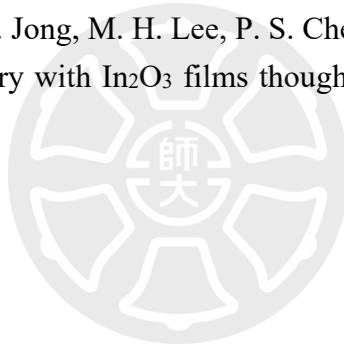 . Jong, M. H. Lee, P. S. Che
ry with In₂O₃ films though
師
大